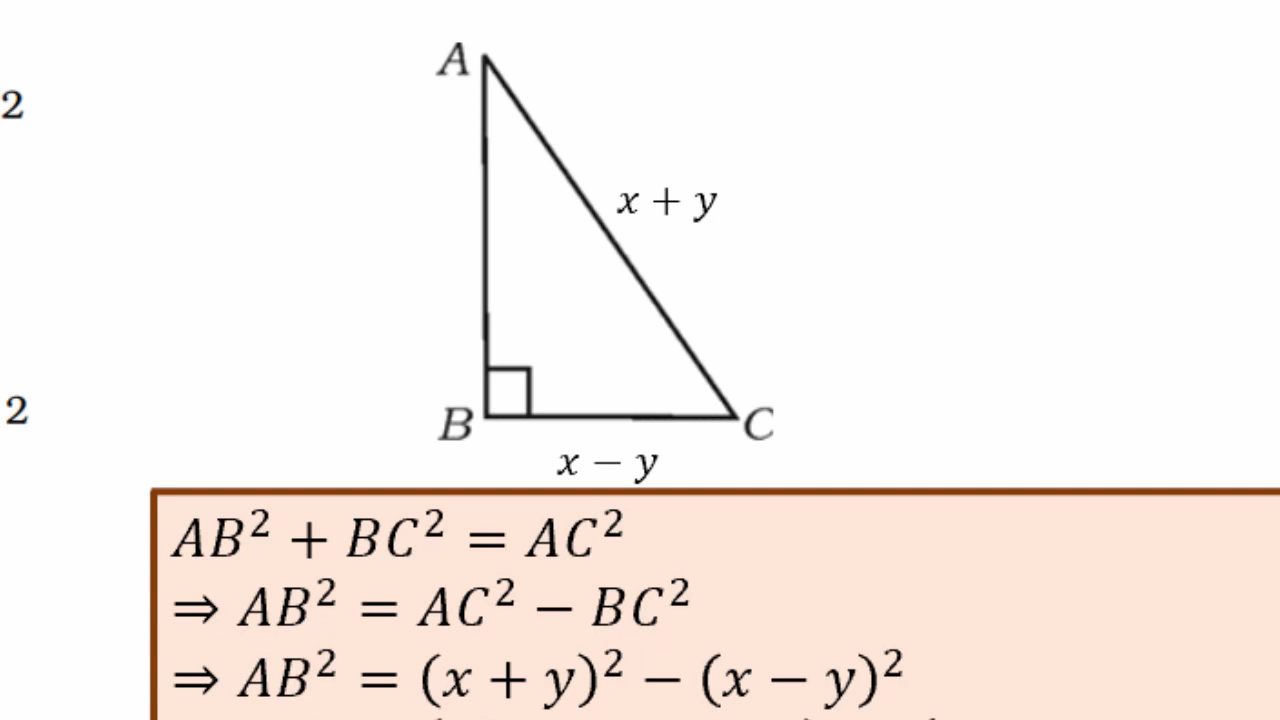 A
2
x + y
2
B
C
x − y
AB² + BC² = AC²
⇒ AB² = AC² − BC²
⇒ AB² = (x + y)² − (x − y)²